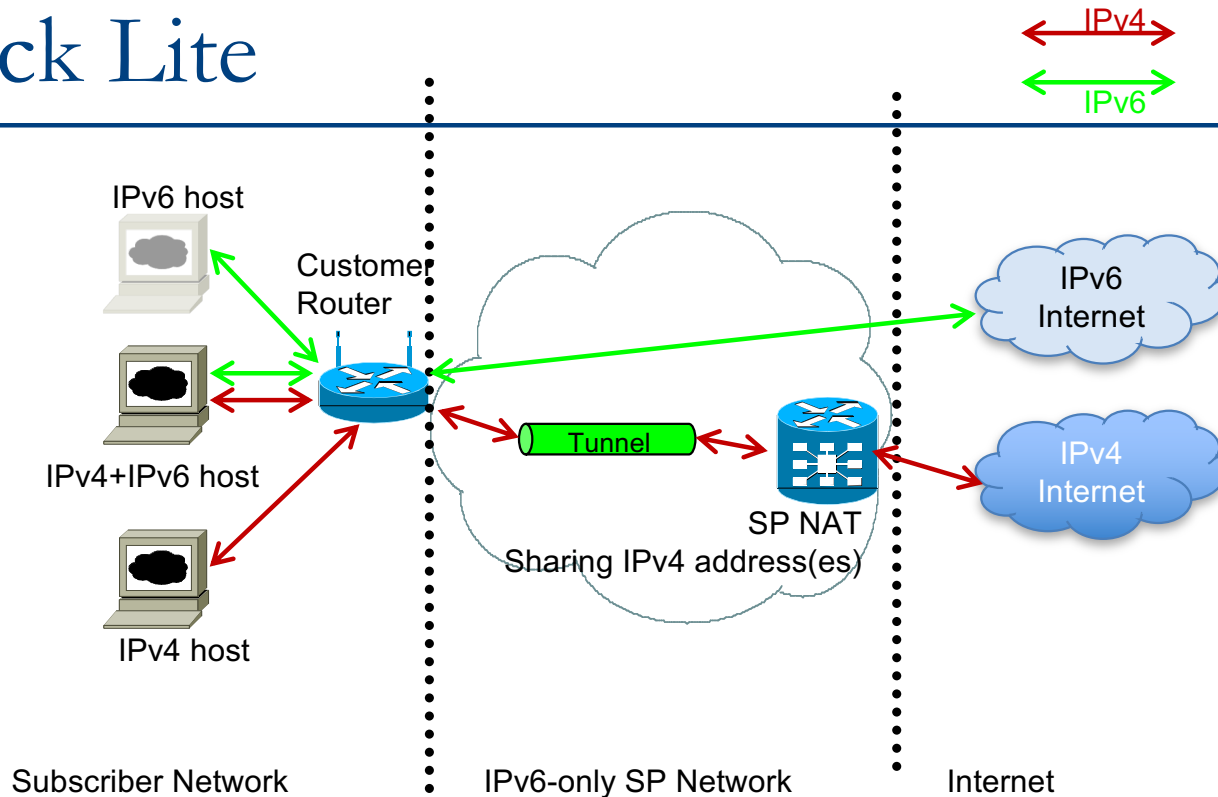 ck Lite
IPv4
IPv6
IPv6 host
Customer
Router
IPv6
Internet
Tunnel
IPv4+IPv6 host
IPv4
Internet
SP NAT
Sharing IPv4 address(es)
IPv4 host
Subscriber Network
IPv6-only SP Network
Internet